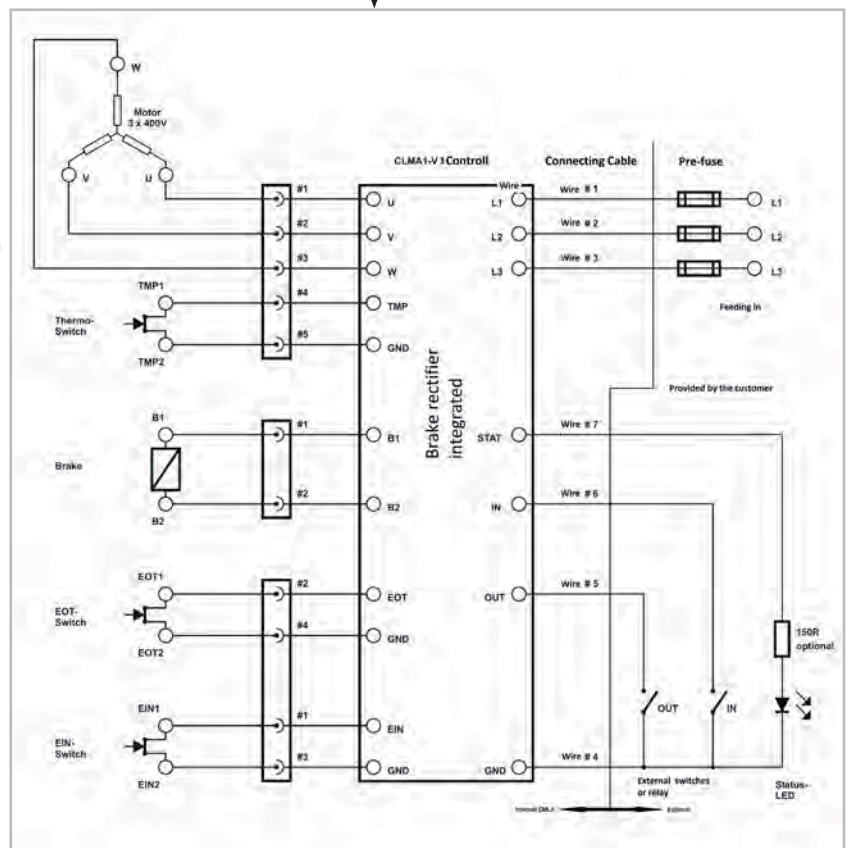 W
Motor
3 x 400V
V
U
CLMA1-V3 Controll
Connecting Cable
Pre-fuse
#1
U
Wire
L1
Wire # 1
L1
#2
V
L2
Wire # 2
L2
#3
W
L3
Wire # 3
L3
TMP1
#4
TMP
Feeding in
Thermo-
Switch
#5
GND
TMP2
Provided by the customer
Brake rectifier
integrated
B1
#1
B1
STAT
Wire # 7
Brake
#2
B2
B2
IN
Wire # 6
EOT1
#2
EOT
OUT
Wire # 5
EOT-
Switch
#4
GND
EOT2
150R
optional
EIN1
#1
EIN
OUT
IN
EIN-
Switch
#3
GND
EIN2
GND
Wire # 4
External switches
or relay
Status-
LED
External